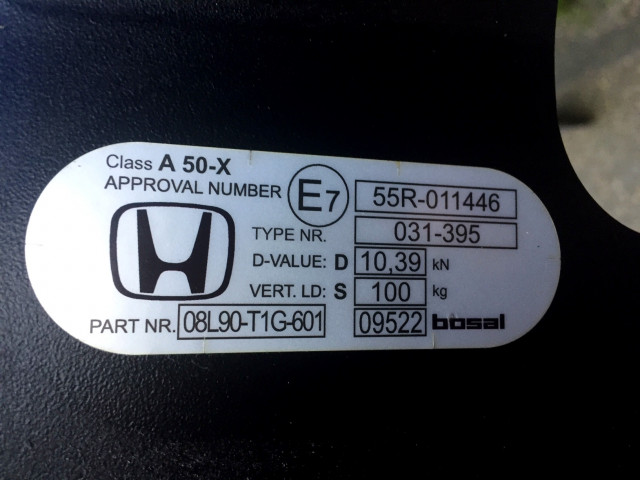 Class A 50-X
APPROVAL NUMBER E7 55R-011446
TYPE NR. 031-395
D-VALUE: D 10,39 kN
VERT. LD: S 100 kg
PART NR. 08L90-T1G-601 09522 bosal